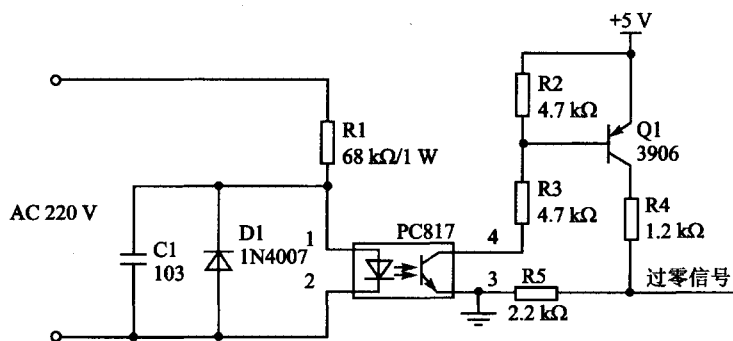 +5 V
R2
4.7 kΩ
Q1
3906
R1
68 kΩ/1 W
AC 220 V
C1
103
D1
1N4007
1
2
PC817
4
3
R3
4.7 kΩ
R4
1.2 kΩ
R5
2.2 kΩ
过零信号